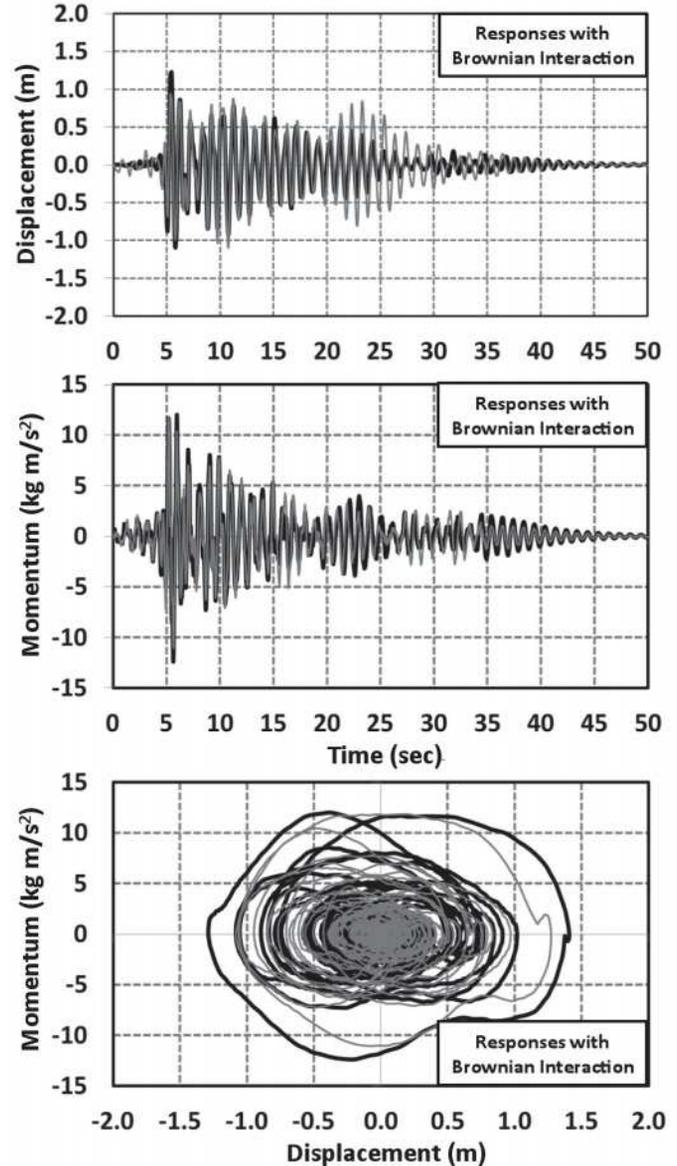 2.0
1.5
1.0
0.5
0.0
-0.5
-1.0
-1.5
-2.0
Displacement (m)
Responses with
Brownian Interaction
0 5 10 15 20 25 30 35 40 45 50
15
10
5
0
-5
-10
-15
Momentum (kg m/s²)
Responses with
Brownian Interaction
0 5 10 15 20 25 30 35 40 45 50
Time (sec)
15
10
5
0
-5
-10
-15
Momentum (kg m/s²)
Responses with
Brownian Interaction
-2.0 -1.5 -1.0 -0.5 0.0 0.5 1.0 1.5 2.0
Displacement (m)